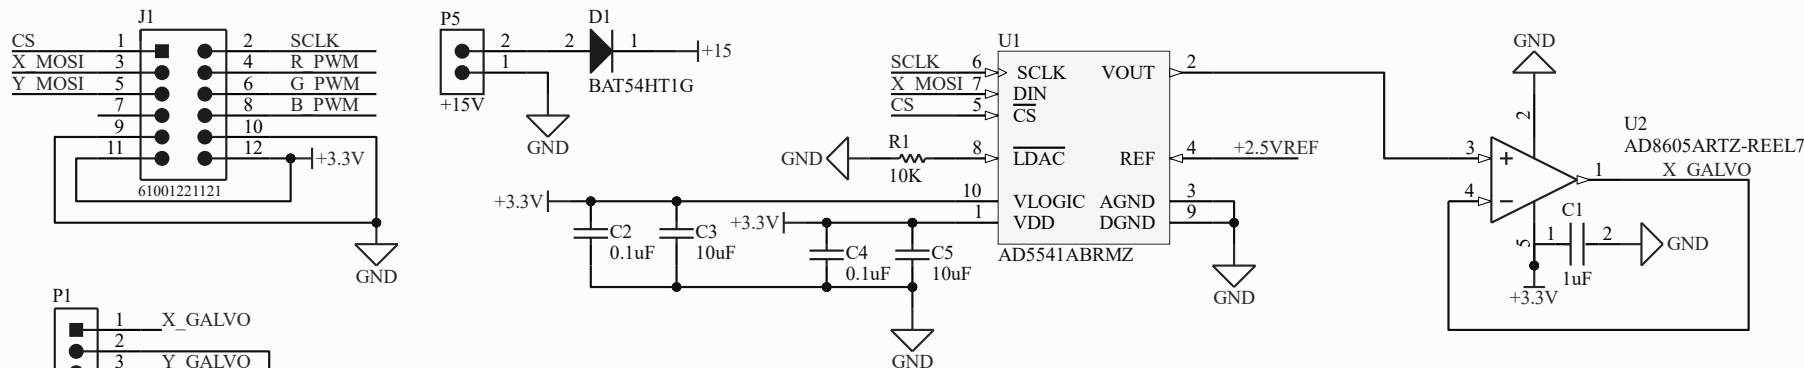 J1
CS 1 2 SCLK
X_MOSI 3 4 R_PWM
Y_MOSI 5 6 G_PWM
7 8 B_PWM
9 10
11 12 +3.3V
61001221121
GND
P5
2
1
+15V
GND
D1
2 1 +15
BAT54HT1G
U1
SCLK 6 SCLK VOUT 2
X_MOSI 7 DIN
CS 5 CS
GND R1 8 LDAC REF 4 +2.5VREF
10K
+3.3V 10 VLOGIC AGND 3
+3.3V 1 VDD DGND 9
AD5541ABRMZ
C2
0.1uF
C3
10uF
C4
0.1uF
C5
10uF
GND
GND
GND
2
U2
AD8605ARTZ-REEL7
3 + 1 X_GALVO
4 −
5
C1
1 2 GND
1uF
+3.3V
P1
1 X_GALVO
2
3 Y_GALVO